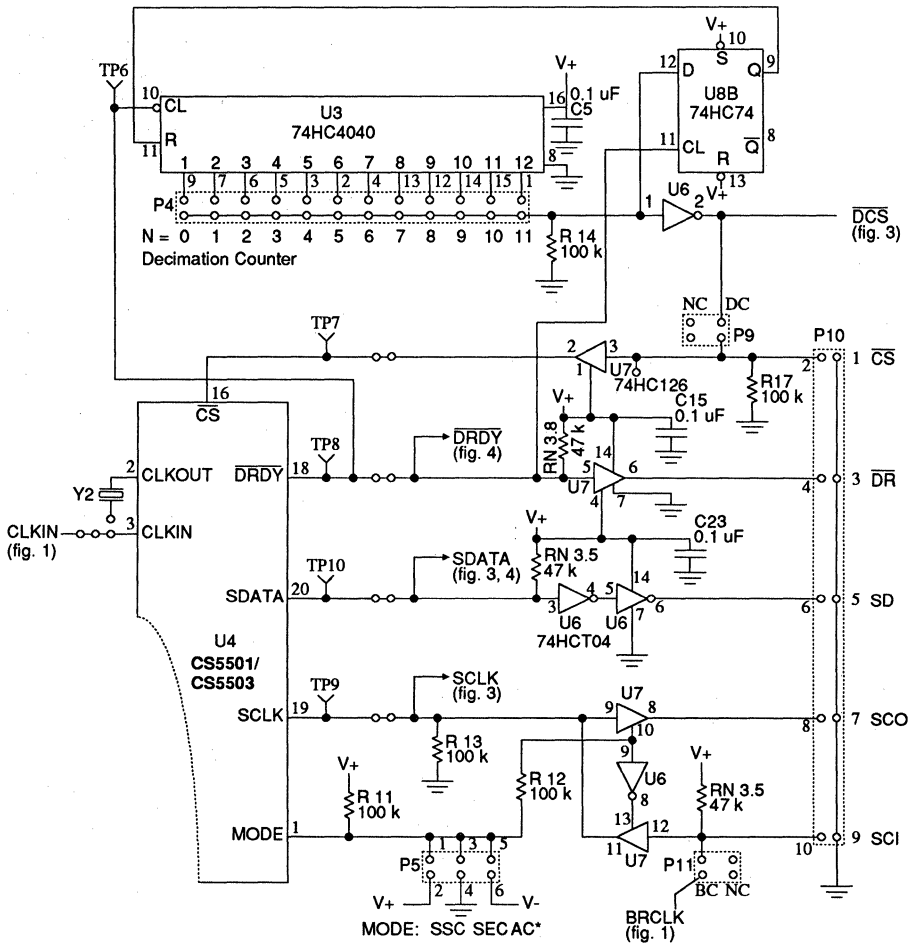 V+
10
S
12 D Q 9
U8B
74HC74
11 CL Q 8
R
V+ 13
TP6
V+
0.1 uF
C5
10 CL
U3
74HC4040
16
R
11
8
1 2 3 4 5 6 7 8 9 10 11 12
9 7 6 5 3 2 4 13 12 14 15 1
P4
N = 0 1 2 3 4 5 6 7 8 9 10 11
Decimation Counter
R 14
100 k
1 U6 2
DCS
(fig. 3)
NC DC
P9
TP7
2 3
1
U7
74HC126
P10
2 1 CS
R17
100 k
16
CS
V+
C15
0.1 uF
RN 3.8
47 k
2 CLKOUT
Y2
CLKIN
(fig. 1)
3 CLKIN
DRDY 18
TP8
DRDY
(fig. 4)
14
5 6
U7
4 7
4 3 DR
V+
C23
0.1 uF
RN 3.5
47 k
SDATA 20
TP10
SDATA
(fig. 3, 4)
14
3 4 5 6
U6 U6
7
74HCT04
6 5 SD
U4
CS5501/
CS5503
SCLK 19
TP9
SCLK
(fig. 3)
U7
9 8
10
8 7 SCO
R 13
100 k
9
U6
8
R 12
100 k
V+
R 11
100 k
V+
RN 3.5
47 k
MODE 1
13
11 12
U7
10 9 SCI
P5
1 3 5
2 4 6
V+ V-
MODE: SSC SEC AC*
P11
BC NC
BRCLK
(fig. 1)